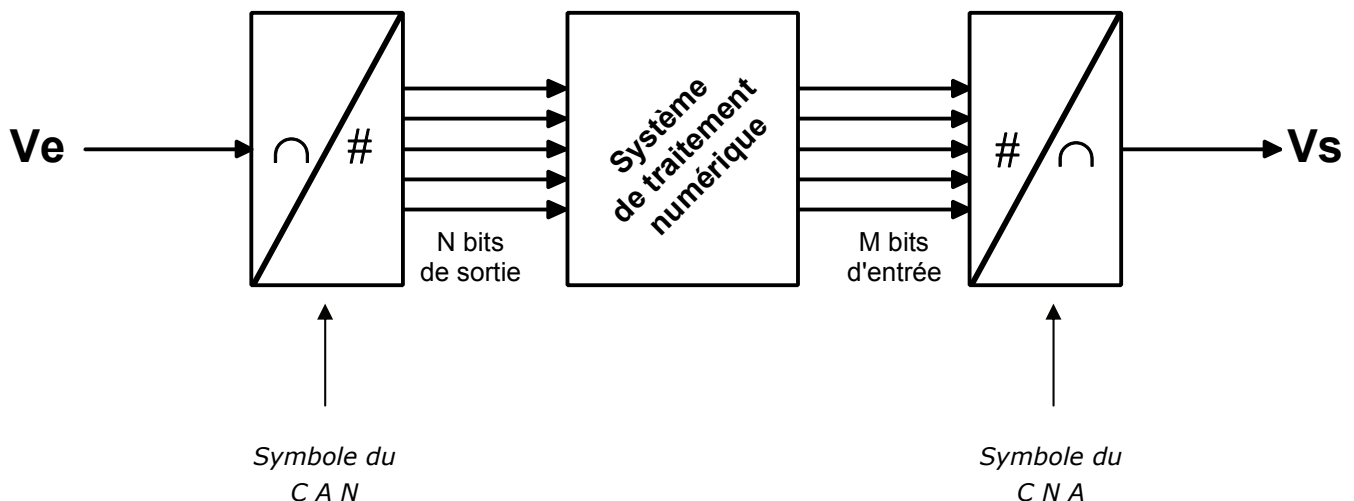 Ve
∩
#
N bits
de sortie
Système
de traitement
numérique
M bits
d'entrée
#
∩
Vs
Symbole du
C A N
Symbole du
C N A